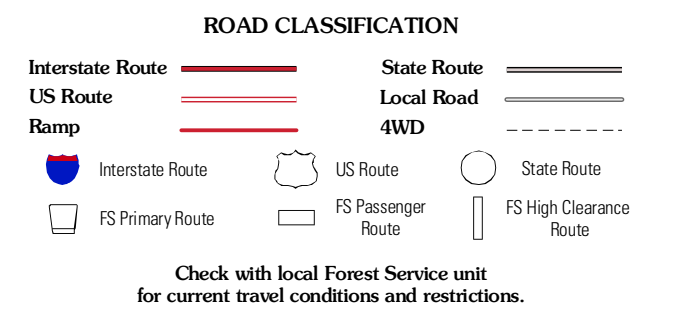 ROAD CLASSIFICATION
Interstate Route
State Route
US Route
Local Road
Ramp
4WD
Interstate Route
US Route
State Route
FS Primary Route
FS Passenger
Route
FS High Clearance
Route
Check with local Forest Service unit
for current travel conditions and restrictions.